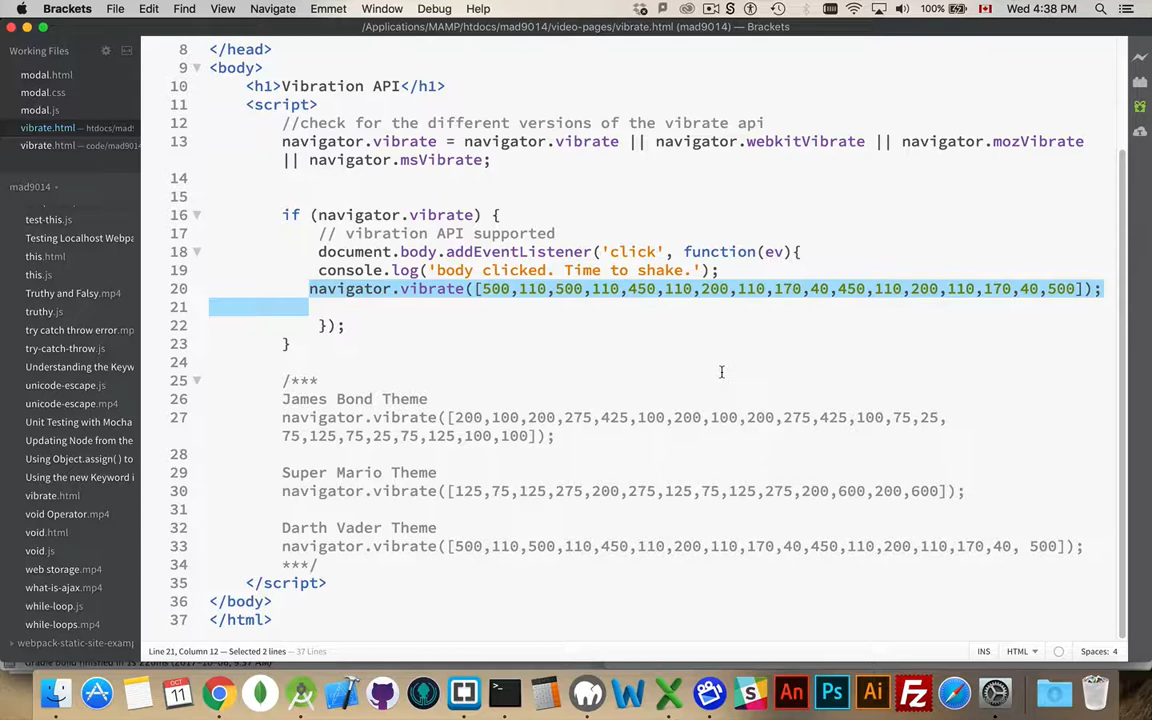 Brackets File Edit Find View Navigate Emmet Window Debug Help 100% Wed 4:38 PM
/Applications/MAMP/htdocs/mad9014/video-pages/vibrate.html (mad9014) — Brackets
Working Files
modal.html
modal.css
modal.js
vibrate.html — htdocs/mad9
vibrate.html — code/mad9014
mad9014
test-this.js
Testing Localhost Webpa
this.html
this.js
Truthy and Falsy.mp4
truthy.js
try catch throw error.mp
try-catch-throw.js
Understanding the Keyw
unicode-escape.js
unicode-escape.mp4
Unit Testing with Mocha
Updating Node from the
Using Object.assign( ) to
Using the new Keyword i
vibrate.html
void Operator.mp4
void.html
void.js
web storage.mp4
what-is-ajax.mp4
while-loop.js
while-loops.mp4
webpack-static-site-examp
8 </head>
9 <body>
10 <h1>Vibration API</h1>
11 <script>
12 //check for the different versions of the vibrate api
13 navigator.vibrate = navigator.vibrate || navigator.webkitVibrate || navigator.mozVibrate
|| navigator.msVibrate;
14
15
16 if (navigator.vibrate) {
17 // vibration API supported
18 document.body.addEventListener('click', function(ev){
19 console.log('body clicked. Time to shake.');
20 navigator.vibrate([500,110,500,110,450,110,200,110,170,40,450,110,200,110,170,40,500]);
21
22 });
23 }
24
25 /***
26 James Bond Theme
27 navigator.vibrate([200,100,200,275,425,100,200,100,200,275,425,100,75,25,
75,125,75,25,75,125,100,100]);
28
29 Super Mario Theme
30 navigator.vibrate([125,75,125,275,200,275,125,75,125,275,200,600,200,600]);
31
32 Darth Vader Theme
33 navigator.vibrate([500,110,500,110,450,110,200,110,170,40,450,110,200,110,170,40, 500]);
34 ***/
35 </script>
36 </body>
37 </html>
Line 21, Column 12 — Selected 2 lines — 37 Lines INS HTML Spaces: 4
OCT
11
An Ps Ai Fz